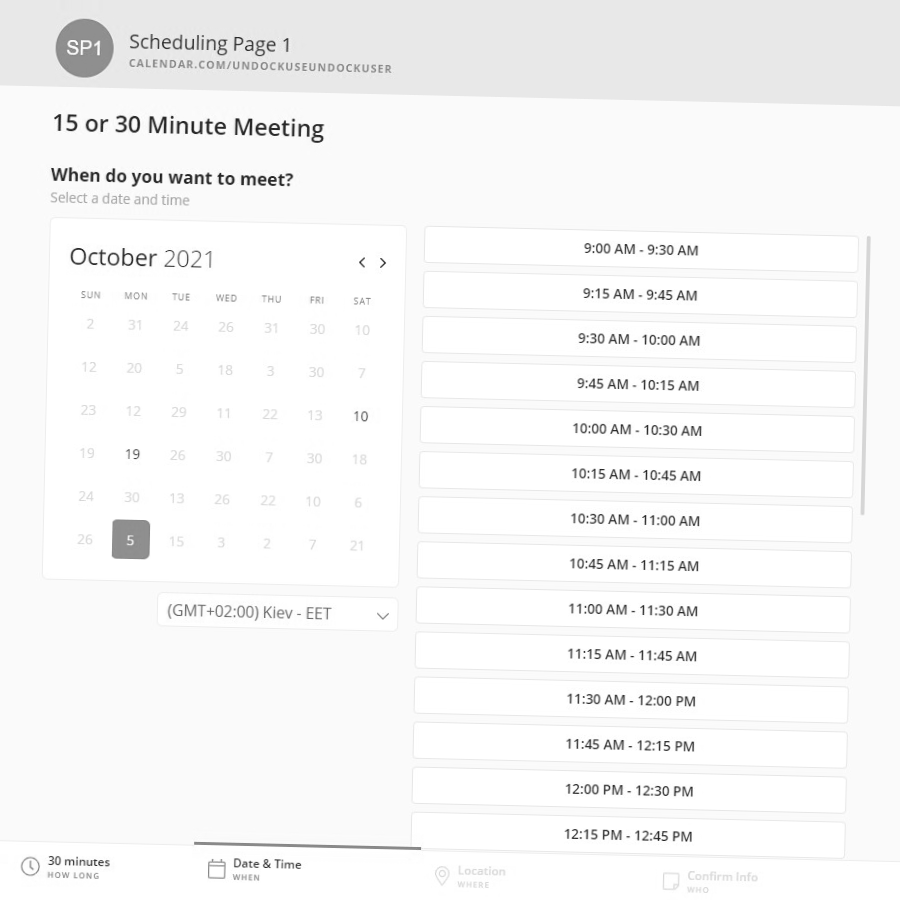 SP1
Scheduling Page 1
CALENDAR.COM/UNDOCKUSEUNDOCKUSER
15 or 30 Minute Meeting
When do you want to meet?
Select a date and time
October 2021
SUN MON TUE WED THU FRI SAT
2 31 24 26 31 30 10
12 20 5 18 3 30 7
23 12 29 11 22 13 10
19 19 26 30 7 30 18
24 30 13 26 22 10 6
26 5 15 3 2 7 21
(GMT+02:00) Kiev - EET
9:00 AM - 9:30 AM
9:15 AM - 9:45 AM
9:30 AM - 10:00 AM
9:45 AM - 10:15 AM
10:00 AM - 10:30 AM
10:15 AM - 10:45 AM
10:30 AM - 11:00 AM
10:45 AM - 11:15 AM
11:00 AM - 11:30 AM
11:15 AM - 11:45 AM
11:30 AM - 12:00 PM
11:45 AM - 12:15 PM
12:00 PM - 12:30 PM
12:15 PM - 12:45 PM
30 minutes
HOW LONG
Date & Time
WHEN
Location
WHERE
Confirm Info
WHO